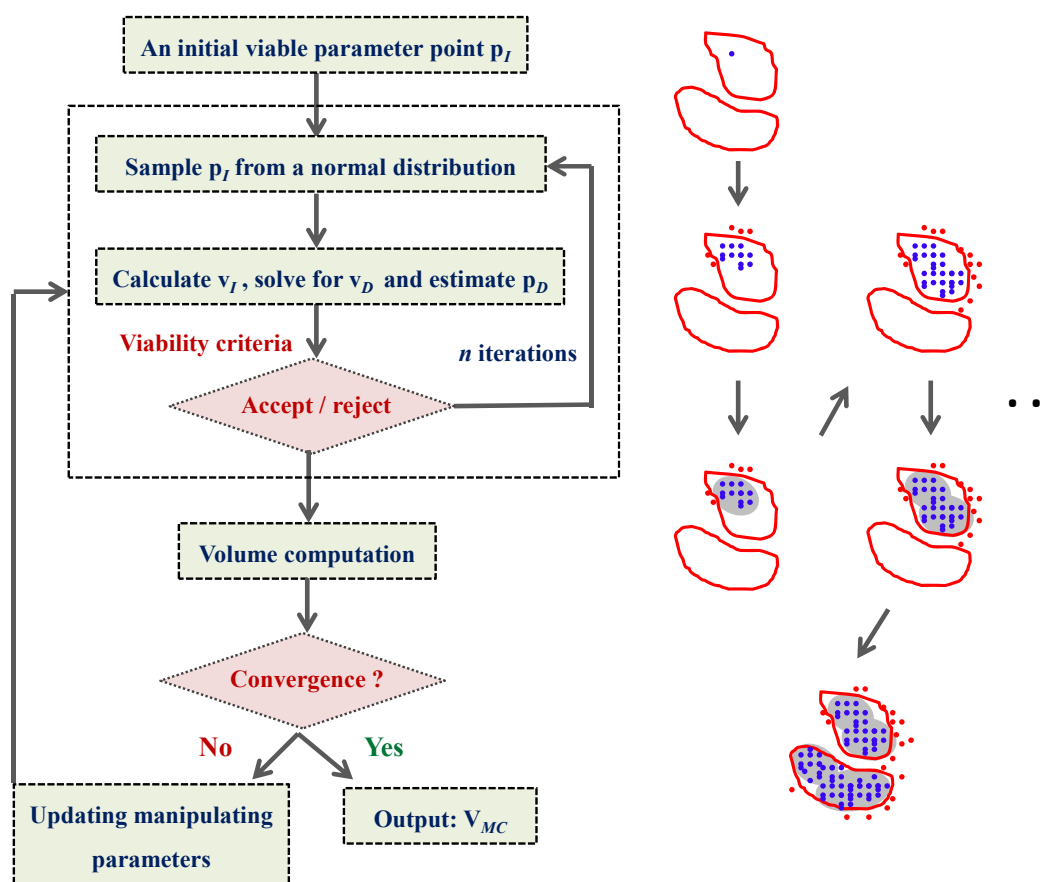 An initial viable parameter point p_I
Sample p_I from a normal distribution
Calculate v_I , solve for v_D and estimate p_D
Viability criteria
n iterations
Accept / reject
Volume computation
Convergence ?
No
Yes
Updating manipulating
parameters
Output: V_MC
. .